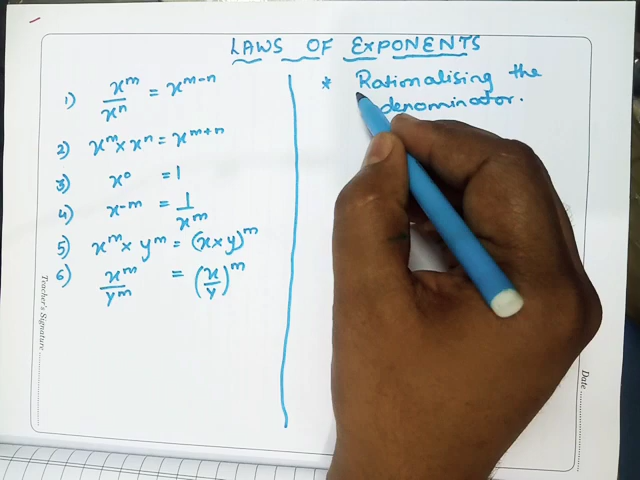 LAWS OF EXPONENTS
1) x^m/x^n = x^(m-n)
2) x^m × x^n = x^(m+n)
3) x^0 = 1
4) x^-m = 1/x^m
5) x^m × y^m = (x × y)^m
6) x^m/y^m = (x/y)^m
* Rationalising the
denominator.
Teacher's Signature
Date